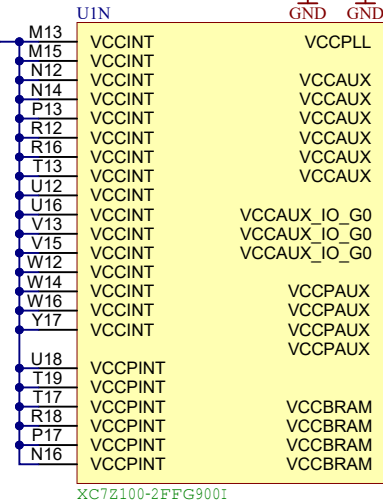 U1N GND GND
M13 VCCINT VCCPLL
M15 VCCINT
N12 VCCINT VCCAUX
N14 VCCINT VCCAUX
P13 VCCINT VCCAUX
R12 VCCINT VCCAUX
R16 VCCINT VCCAUX
T13 VCCINT VCCAUX
U12 VCCINT
U16 VCCINT VCCAUX_IO_G0
V13 VCCINT VCCAUX_IO_G0
V15 VCCINT VCCAUX_IO_G0
W12 VCCINT
W14 VCCINT VCCPAUX
W16 VCCINT VCCPAUX
Y17 VCCINT VCCPAUX
VCCPAUX
U18 VCCPINT
T19 VCCPINT
T17 VCCPINT VCCBRAM
R18 VCCPINT VCCBRAM
P17 VCCPINT VCCBRAM
N16 VCCPINT VCCBRAM
XC7Z100-2FFG900I